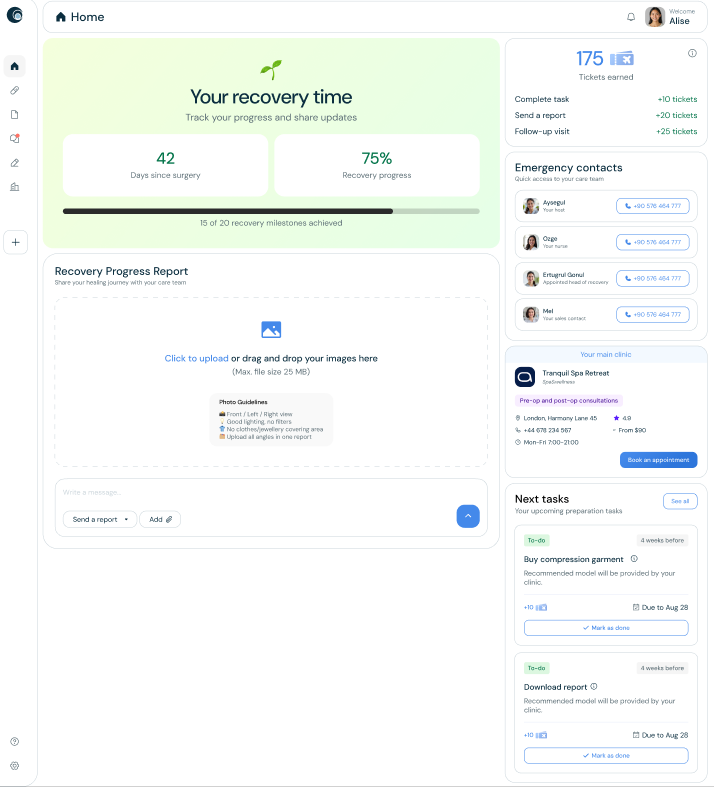 Home
Welcome
Alise
Your recovery time
Track your progress and share updates
42
Days since surgery
75%
Recovery progress
15 of 20 recovery milestones achieved
Recovery Progress Report
Share your healing journey with your care team
Click to upload or drag and drop your images here
(Max. file size 25 MB)
Photo Guidelines
Front / Left / Right view
Good lighting, no filters
No clothes/jewellery covering area
Upload all angles in one report
Write a message...
Send a report
Add
175
Tickets earned
Complete task +10 tickets
Send a report +20 tickets
Follow-up visit +25 tickets
Emergency contacts
Quick access to your care team
Aysegul
Your host
+90 576 464 777
Ozge
Your nurse
+90 576 464 777
Ertugrul Gonul
Appointed head of recovery
+90 576 464 777
Mel
Your sales contact
+90 576 464 777
Your main clinic
Tranquil Spa Retreat
Spa&wellness
Pre-op and post-op consultations
London, Harmony Lane 45
4.9
+44 678 234 567
From $90
Mon-Fri 7:00-21:00
Book an appointment
Next tasks
See all
Your upcoming preparation tasks
To-do
4 weeks before
Buy compression garment
Recommended model will be provided by your
clinic.
+10
Due to Aug 28
Mark as done
To-do
4 weeks before
Download report
Recommended model will be provided by your
clinic.
+10
Due to Aug 28
Mark as done